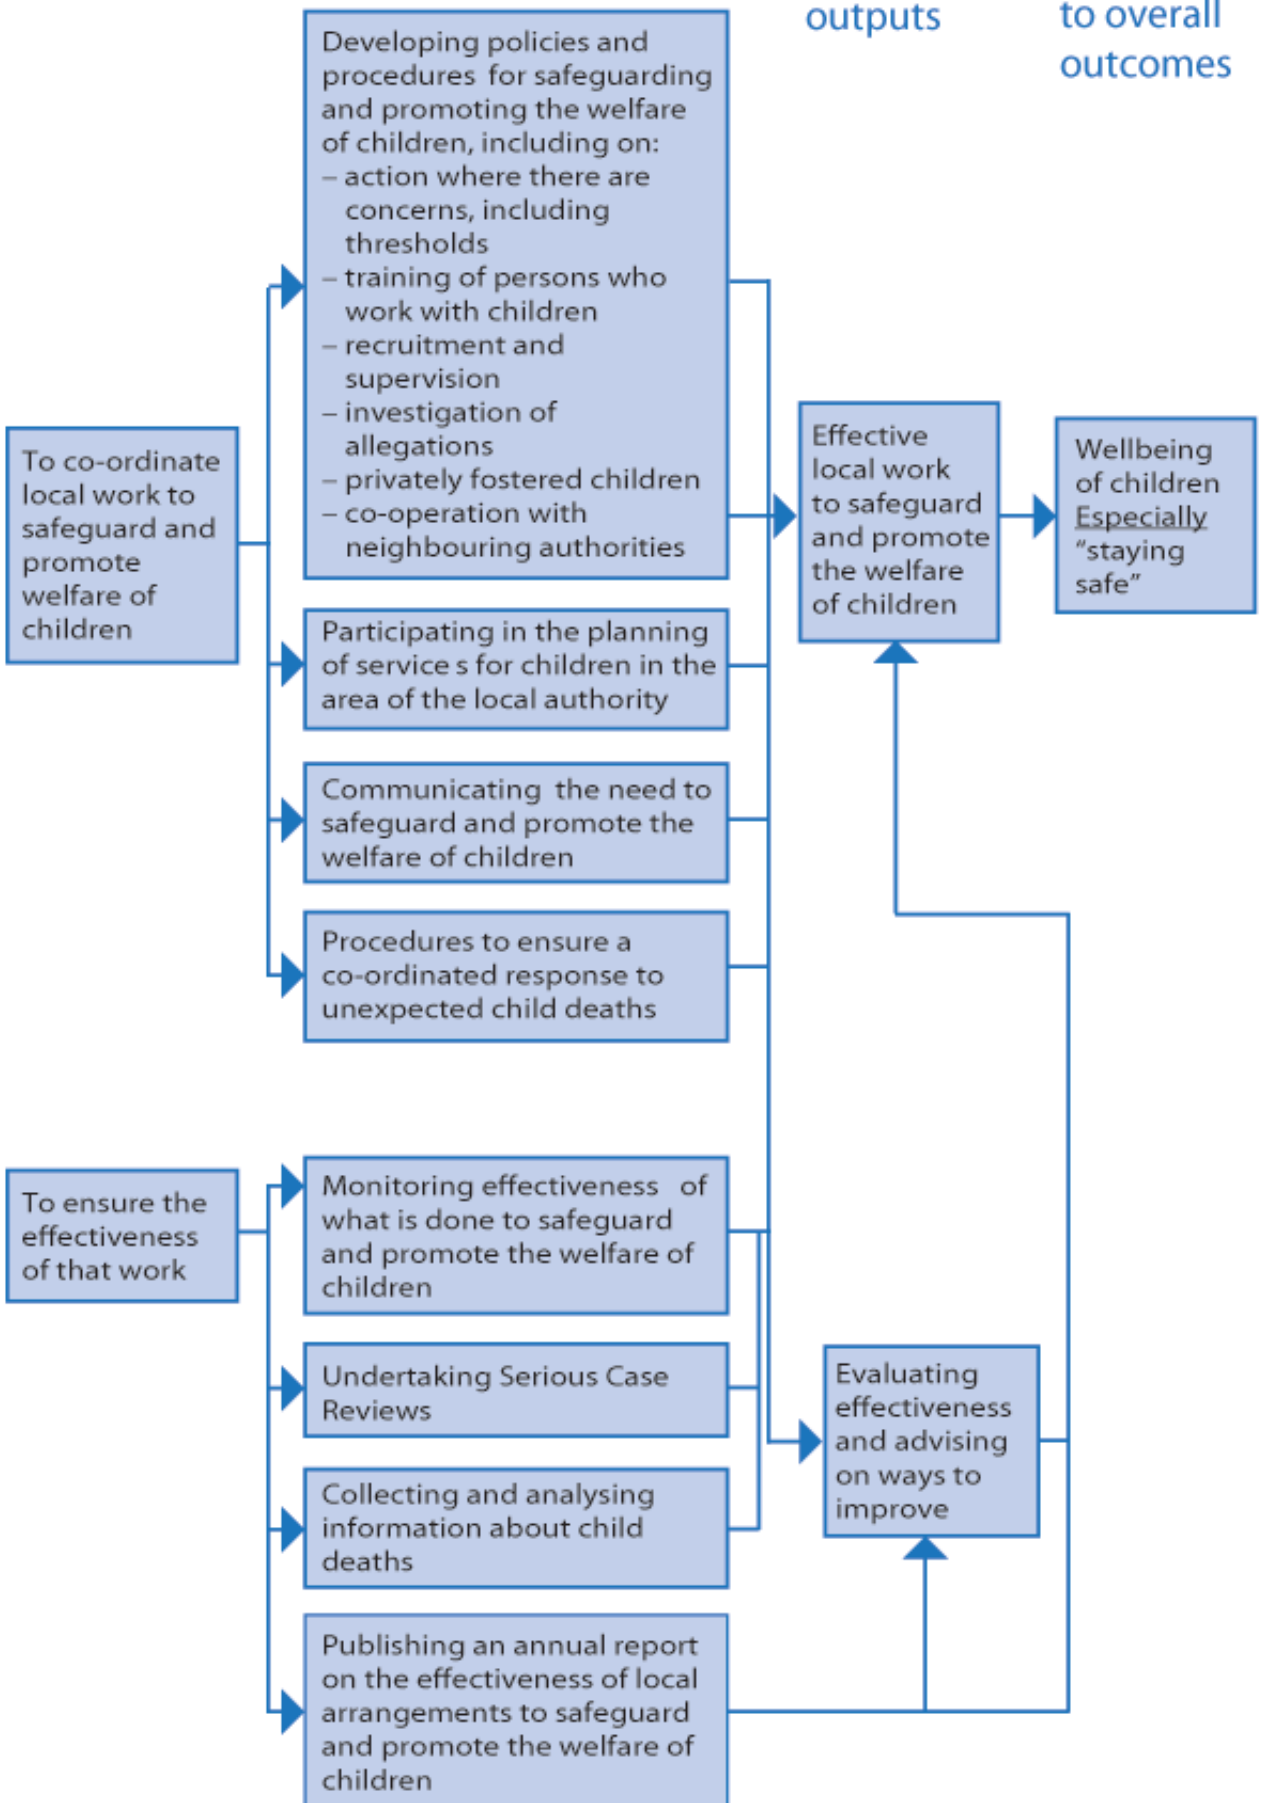 outputs
to overall
outcomes
Developing policies and
procedures for safeguarding
and promoting the welfare
of children, including on:
– action where there are
concerns, including
thresholds
– training of persons who
work with children
– recruitment and
supervision
– investigation of
allegations
– privately fostered children
– co-operation with
neighbouring authorities
To co-ordinate
local work to
safeguard and
promote
welfare of
children
Effective
local work
to safeguard
and promote
the welfare
of children
Wellbeing
of children
Especially
“staying
safe”
Participating in the planning
of service s for children in the
area of the local authority
Communicating the need to
safeguard and promote the
welfare of children
Procedures to ensure a
co-ordinated response to
unexpected child deaths
To ensure the
effectiveness
of that work
Monitoring effectiveness of
what is done to safeguard
and promote the welfare of
children
Undertaking Serious Case
Reviews
Evaluating
effectiveness
and advising
on ways to
improve
Collecting and analysing
information about child
deaths
Publishing an annual report
on the effectiveness of local
arrangements to safeguard
and promote the welfare of
children